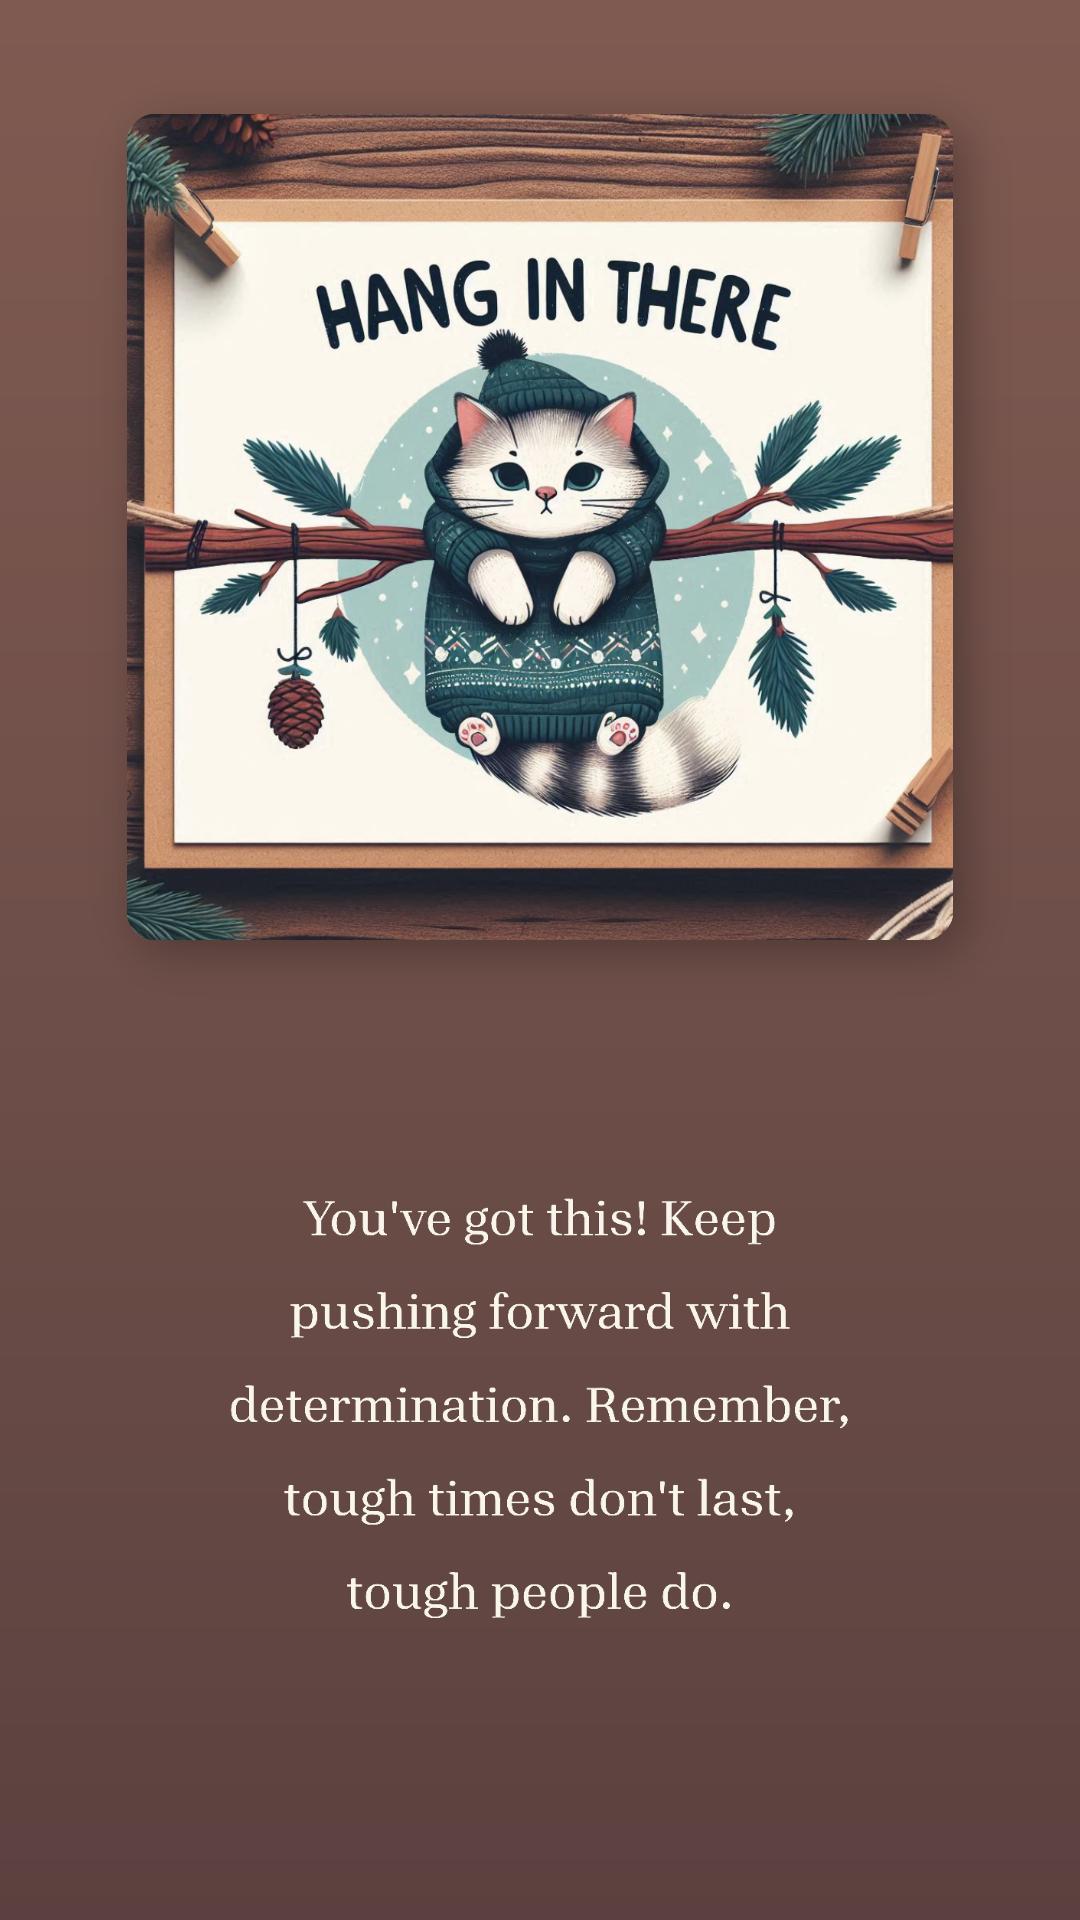 HANG IN THERE
You've got this! Keep
pushing forward with
determination. Remember,
tough times don't last,
tough people do.